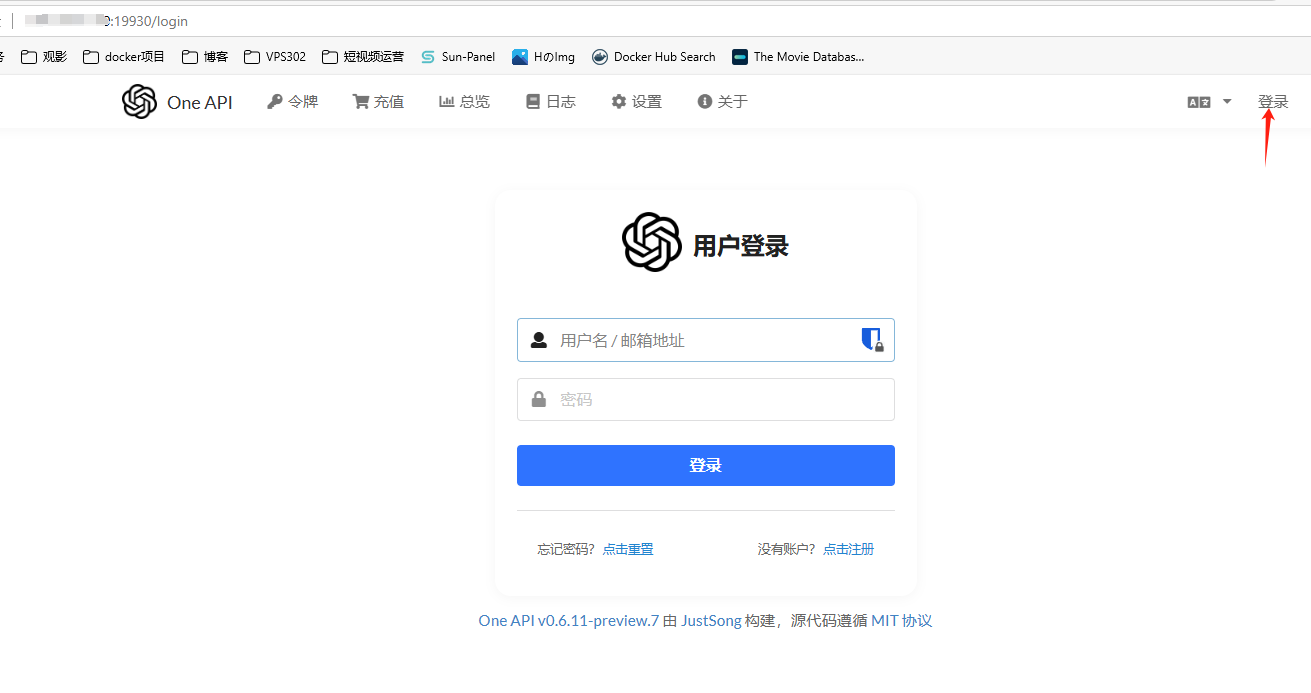 :19930/login
观影 docker项目 博客 VPS302 短视频运营 Sun-Panel HのImg Docker Hub Search The Movie Databas...
One API 令牌 充值 总览 日志 设置 关于 登录
用户登录
用户名 / 邮箱地址
密码
登录
忘记密码? 点击重置 没有账户? 点击注册
One API v0.6.11-preview.7 由 JustSong 构建，源代码遵循 MIT 协议